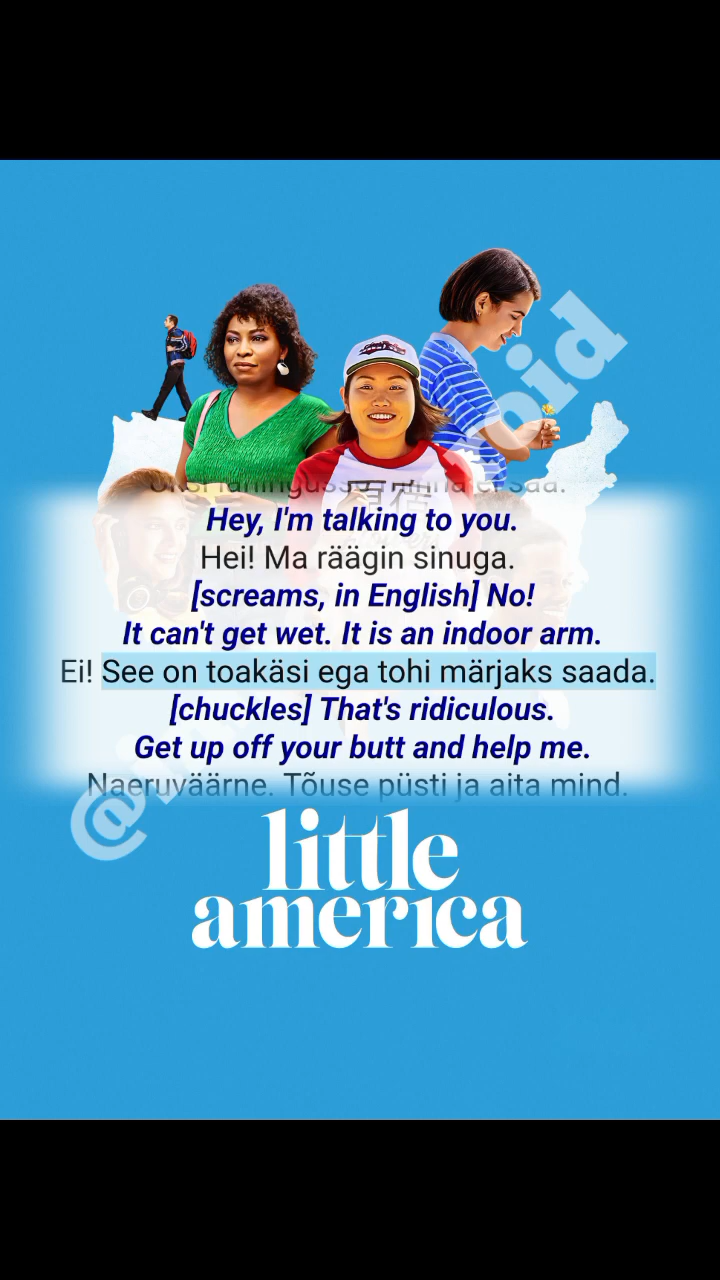 Hey, I'm talking to you.
Hei! Ma räägin sinuga.
[screams, in English] No!
It can't get wet. It is an indoor arm.
Ei! See on toakäsi ega tohi märjaks saada.
[chuckles] That's ridiculous.
Get up off your butt and help me.
Naeruväärne. Tõuse püsti ja aita mind.
little
america